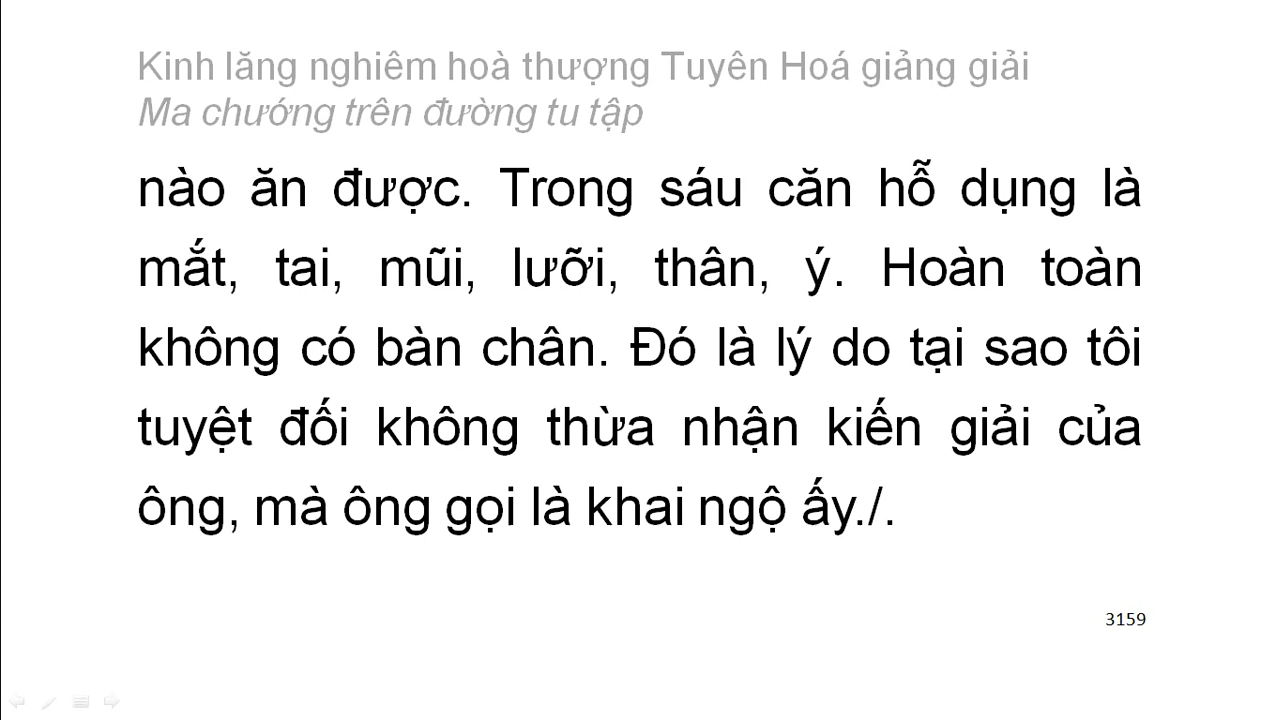 Kinh lăng nghiêm hoà thượng Tuyên Hoá giảng giải
Ma chướng trên đường tu tập
nào ăn được. Trong sáu căn hỗ dụng là
mắt, tai, mũi, lưỡi, thân, ý. Hoàn toàn
không có bàn chân. Đó là lý do tại sao tôi
tuyệt đối không thừa nhận kiến giải của
ông, mà ông gọi là khai ngộ ấy./.
3159